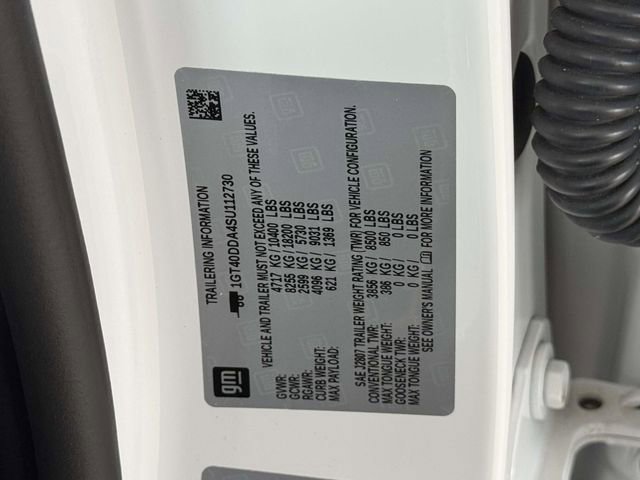 gm
TRAILERING INFORMATION
1GT40DDA4SU112730
VEHICLE AND TRAILER MUST NOT EXCEED ANY OF THESE VALUES.
GVWR: 4717 KG / 10400 LBS
GCWR: 8255 KG / 18200 LBS
RGAWR: 2599 KG / 5730 LBS
CURB WEIGHT: 4096 KG / 9031 LBS
MAX PAYLOAD: 621 KG / 1369 LBS
SAE J2807 TRAILER WEIGHT RATING (TWR) FOR VEHICLE CONFIGURATION.
CONVENTIONAL TWR: 3856 KG / 8500 LBS
MAX TONGUE WEIGHT: 386 KG / 850 LBS
GOOSENECK TWR: 0 KG / 0 LBS
MAX TONGUE WEIGHT: 0 KG / 0 LBS
SEE OWNER'S MANUAL FOR MORE INFORMATION